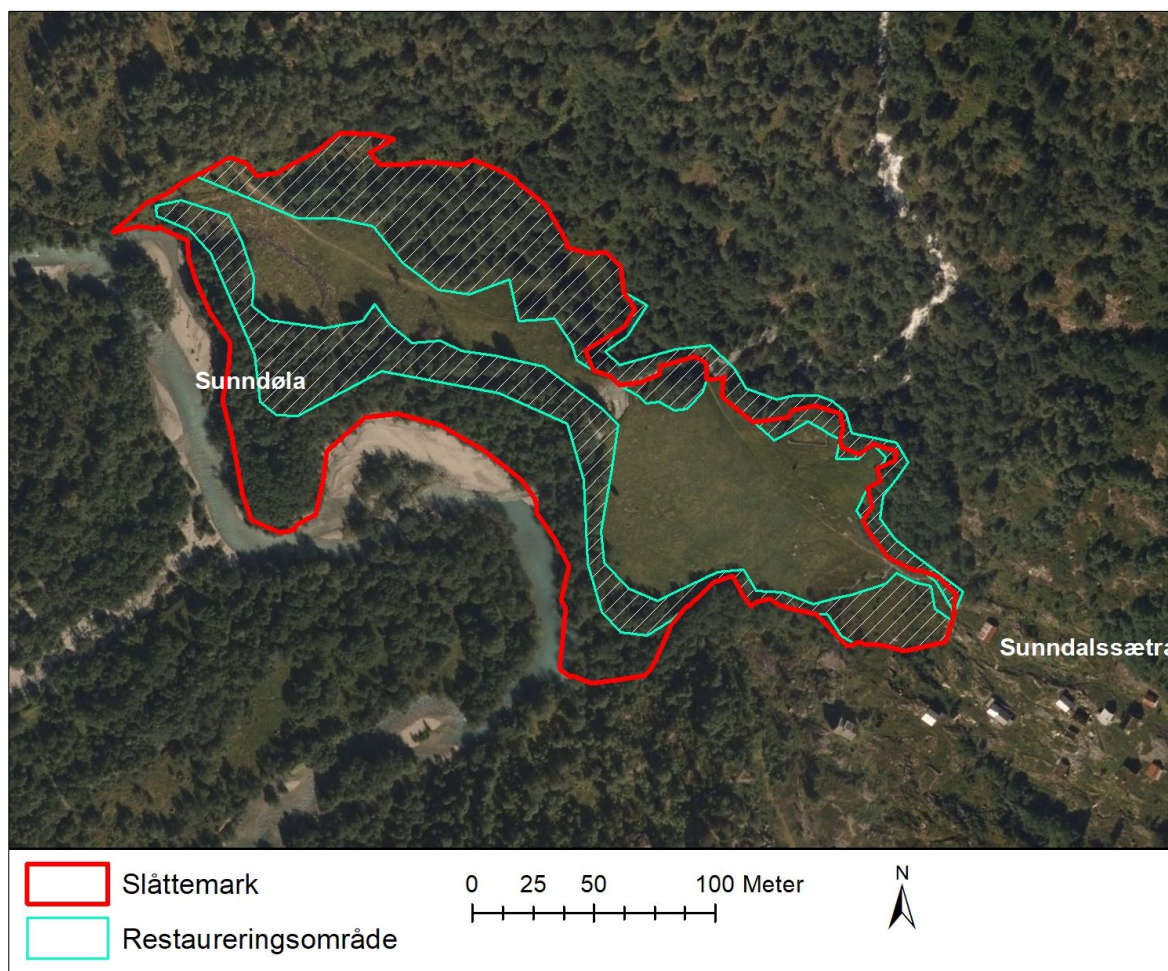 Sunndøla
Sunndalssætra
Slåttemark
Restaureringsområde
0 25 50 100 Meter
N